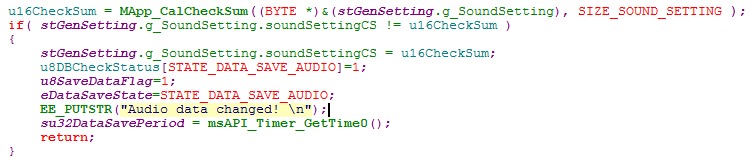 u16CheckSum = MApp_CalCheckSum((BYTE *)&(stGenSetting.g_SoundSetting), SIZE_SOUND_SETTING );
if( stGenSetting.g_SoundSetting.soundSettingCS != u16CheckSum )
{
    stGenSetting.g_SoundSetting.soundSettingCS = u16CheckSum;
    u8DBCheckStatus[STATE_DATA_SAVE_AUDIO]=1;
    u8SaveDataFlag=1;
    eDataSaveState=STATE_DATA_SAVE_AUDIO;
    EE_PUTSTR("Audio data changed! \n");
    su32DataSavePeriod = msAPI_Timer_GetTime0();
    return;
}